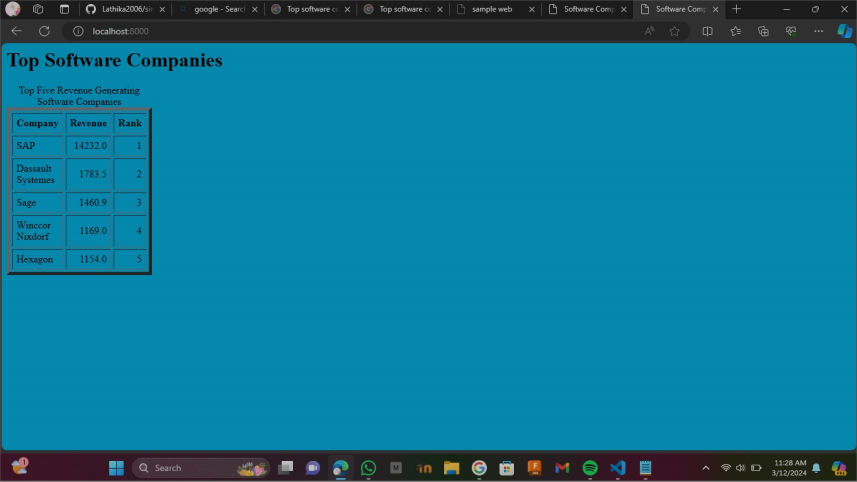 Lathika2006/sir
google - Searc
Top software c
Top software c
sample web
Software Comp
Software Comp
localhost:8000
Top Software Companies
Top Five Revenue Generating
Software Companies
Company Revenue Rank
SAP 14232.0 1
Dassault
Systemes 1783.5 2
Sage 1460.9 3
Winccor
Nixdorf 1169.0 4
Hexagon 1154.0 5
Search
11:28 AM
3/12/2024